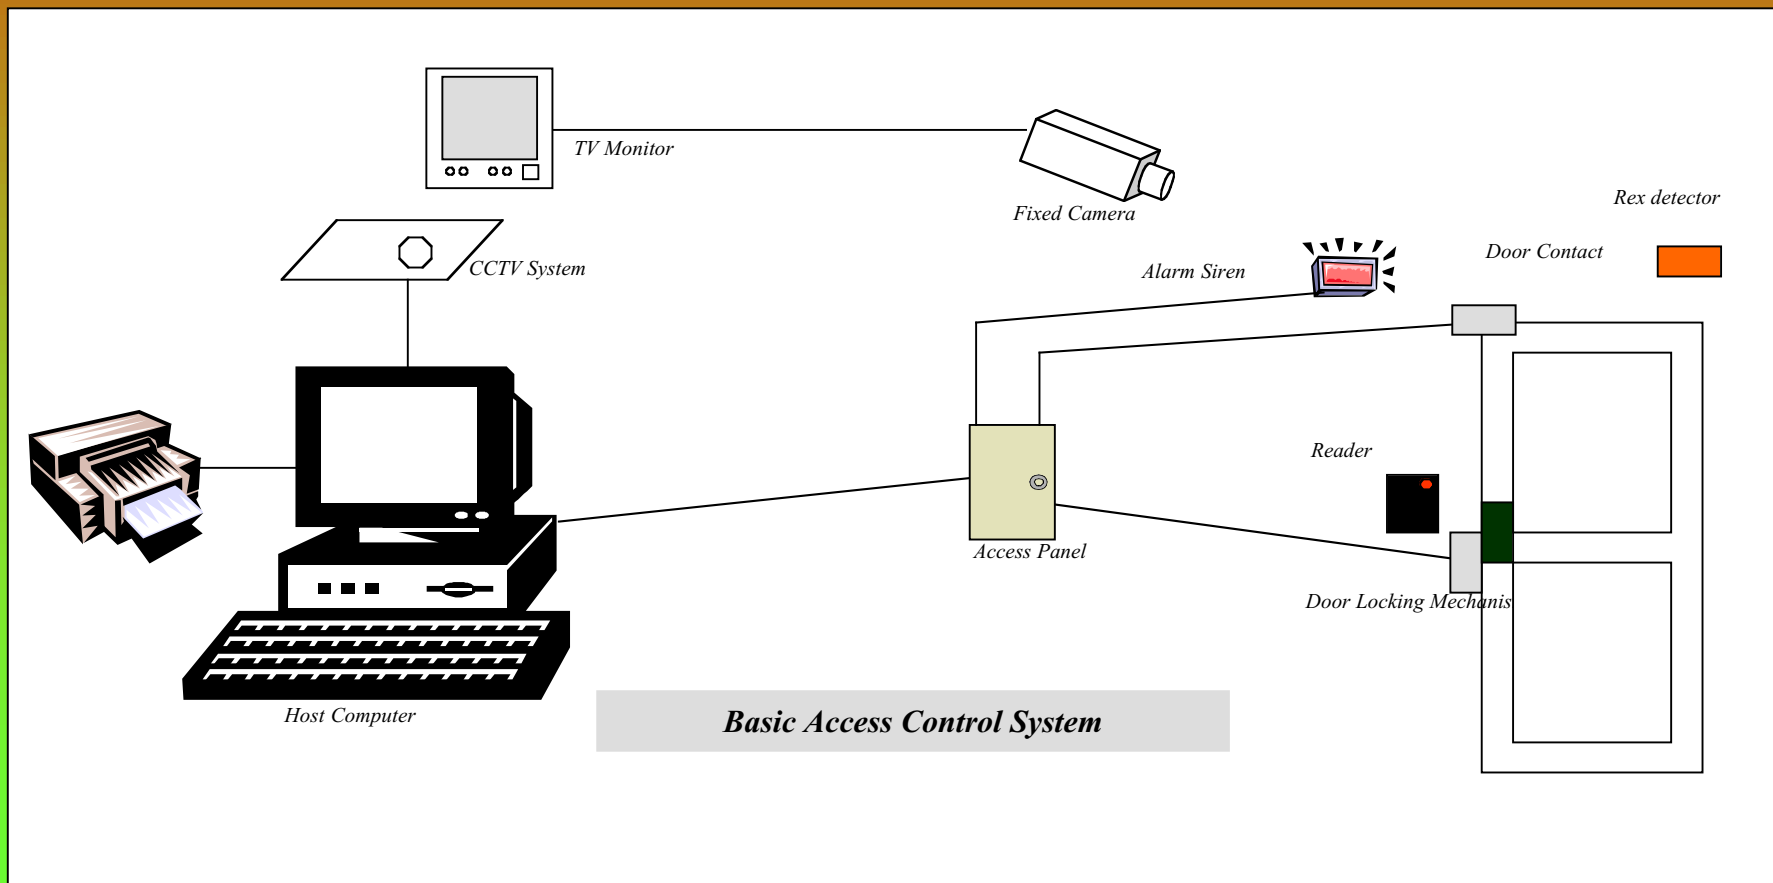 TV Monitor
Fixed Camera
Rex detector
Door Contact
CCTV System
Alarm Siren
Reader
Access Panel
Door Locking Mechanis
Host Computer
Basic Access Control System